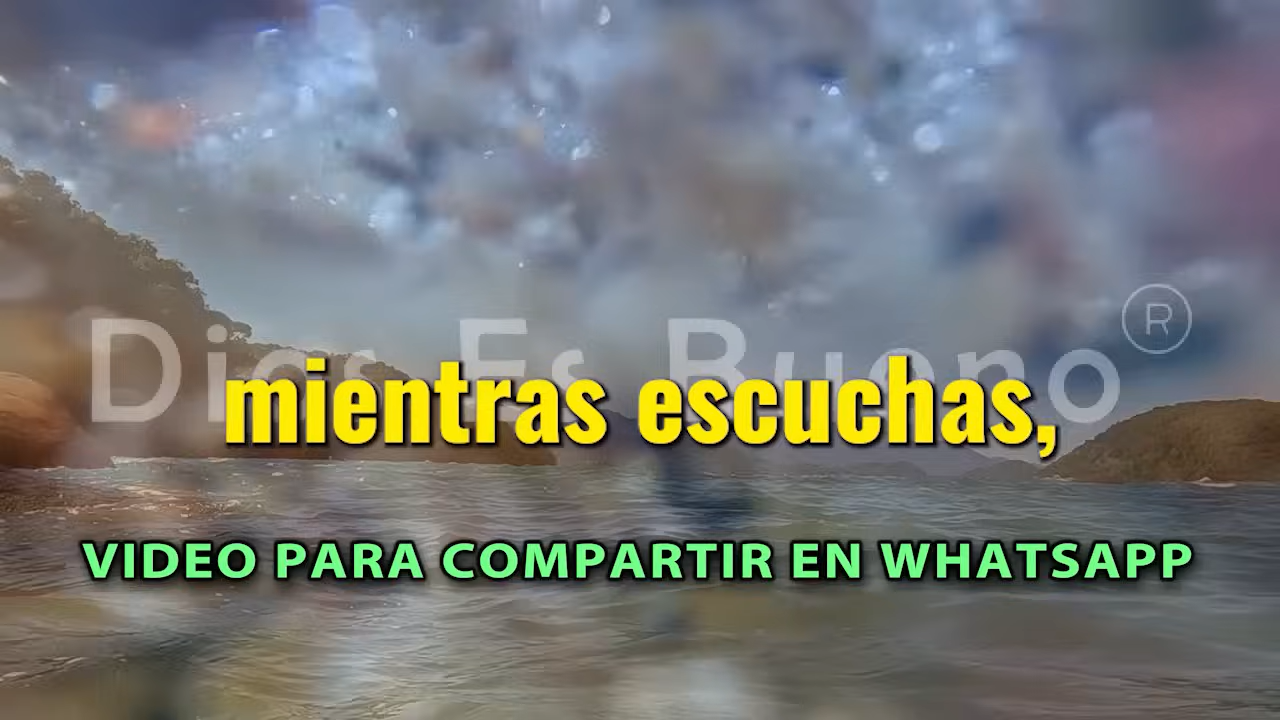 Dios Es Bueno ®
mientras escuchas,
VIDEO PARA COMPARTIR EN WHATSAPP